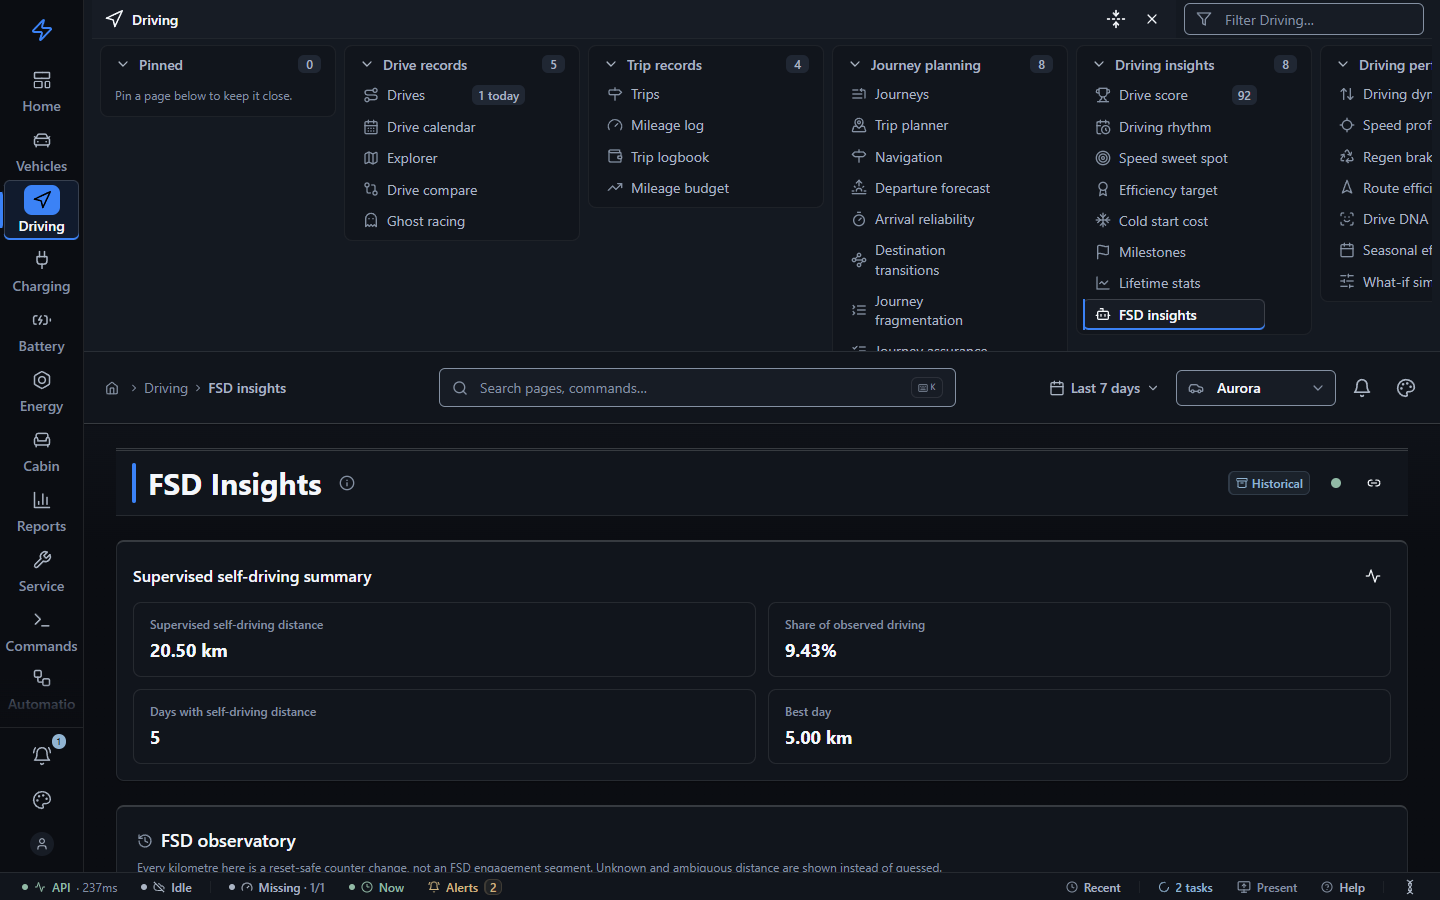 Home
Vehicles
Driving
Charging
Battery
Energy
Cabin
Reports
Service
Commands
Automatio
1
Driving
Filter Driving...
Pinned 0
Pin a page below to keep it close.
Drive records 5
Drives 1 today
Drive calendar
Explorer
Drive compare
Ghost racing
Trip records 4
Trips
Mileage log
Trip logbook
Mileage budget
Journey planning 8
Journeys
Trip planner
Navigation
Departure forecast
Arrival reliability
Destination
transitions
Journey
fragmentation
Journey assurance
Driving insights 8
Drive score 92
Driving rhythm
Speed sweet spot
Efficiency target
Cold start cost
Milestones
Lifetime stats
FSD insights
Driving per
Driving dyn
Speed prof
Regen brak
Route effici
Drive DNA
Seasonal ef
What-if sim
Driving > FSD insights
Search pages, commands... K
Last 7 days
Aurora
FSD Insights
Historical
Supervised self-driving summary
Supervised self-driving distance
20.50 km
Share of observed driving
9.43%
Days with self-driving distance
5
Best day
5.00 km
FSD observatory
Every kilometre here is a reset-safe counter change, not an FSD engagement segment. Unknown and ambiguous distance are shown instead of guessed.
API · 237ms
Idle
Missing · 1/1
Now
Alerts 2
Recent
2 tasks
Present
Help